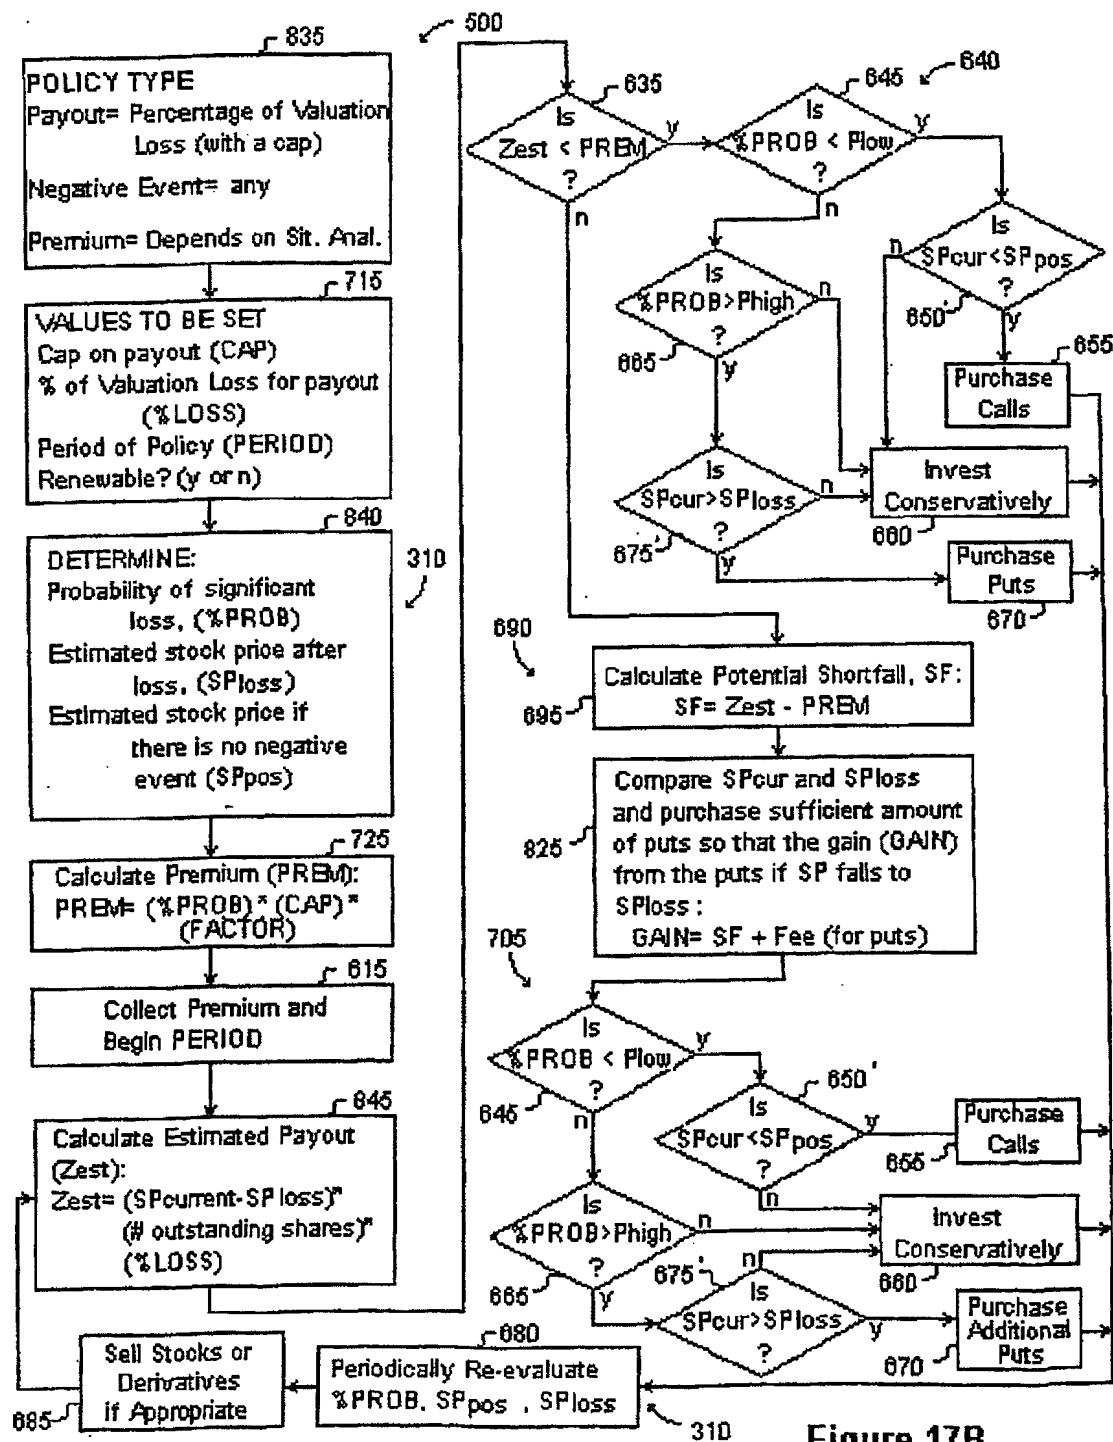 835
500
POLICY TYPE
Payout= Percentage of Valuation
Loss (with a cap)
Negative Event= any
Premium= Depends on Sit. Anal.
715
VALUES TO BE SET
Cap on payout (CAP)
% of Valuation Loss for payout
(%LOSS)
Period of Policy (PERIOD)
Renewable? (y or n)
840
310
DETERMINE:
Probability of significant
loss, (%PROB)
Estimated stock price after
loss, (SPloss)
Estimated stock price if
there is no negative
event (SPpos)
725
Calculate Premium (PREM):
PREM= (%PROB)* (CAP)*
(FACTOR)
615
Collect Premium and
Begin PERIOD
845
Calculate Estimated Payout
(Zest):
Zest= (SPcurrent-SPloss)*
(# outstanding shares)*
(%LOSS)
635
Is
Zest < PREM
?
y
n
645
640
Is
%PROB < Plow
?
y
n
Is
SPcur<SPpos
?
n
y
650'
655
Purchase
Calls
Is
%PROB>Phigh
?
n
y
665
Is
SPcur>SPloss
?
n
y
675'
Invest
Conservatively
660
Purchase
Puts
670
690
Calculate Potential Shortfall, SF:
SF= Zest - PREM
695
Compare SPcur and SPloss
and purchase sufficient amount
of puts so that the gain (GAIN)
from the puts if SP falls to
SPloss:
GAIN= SF + Fee (for puts)
825
705
Is
%PROB < Plow
?
y
n
645
650'
Is
SPcur<SPpos
?
y
n
Purchase
Calls
655
Is
%PROB>Phigh
?
n
y
665
Invest
Conservatively
660
675'
n
Is
SPcur>SPloss
?
y
Purchase
Additional
Puts
670
680
Periodically Re-evaluate
%PROB, SPpos , SPloss
310
Sell Stocks or
Derivatives
if Appropriate
685
Figure 17B